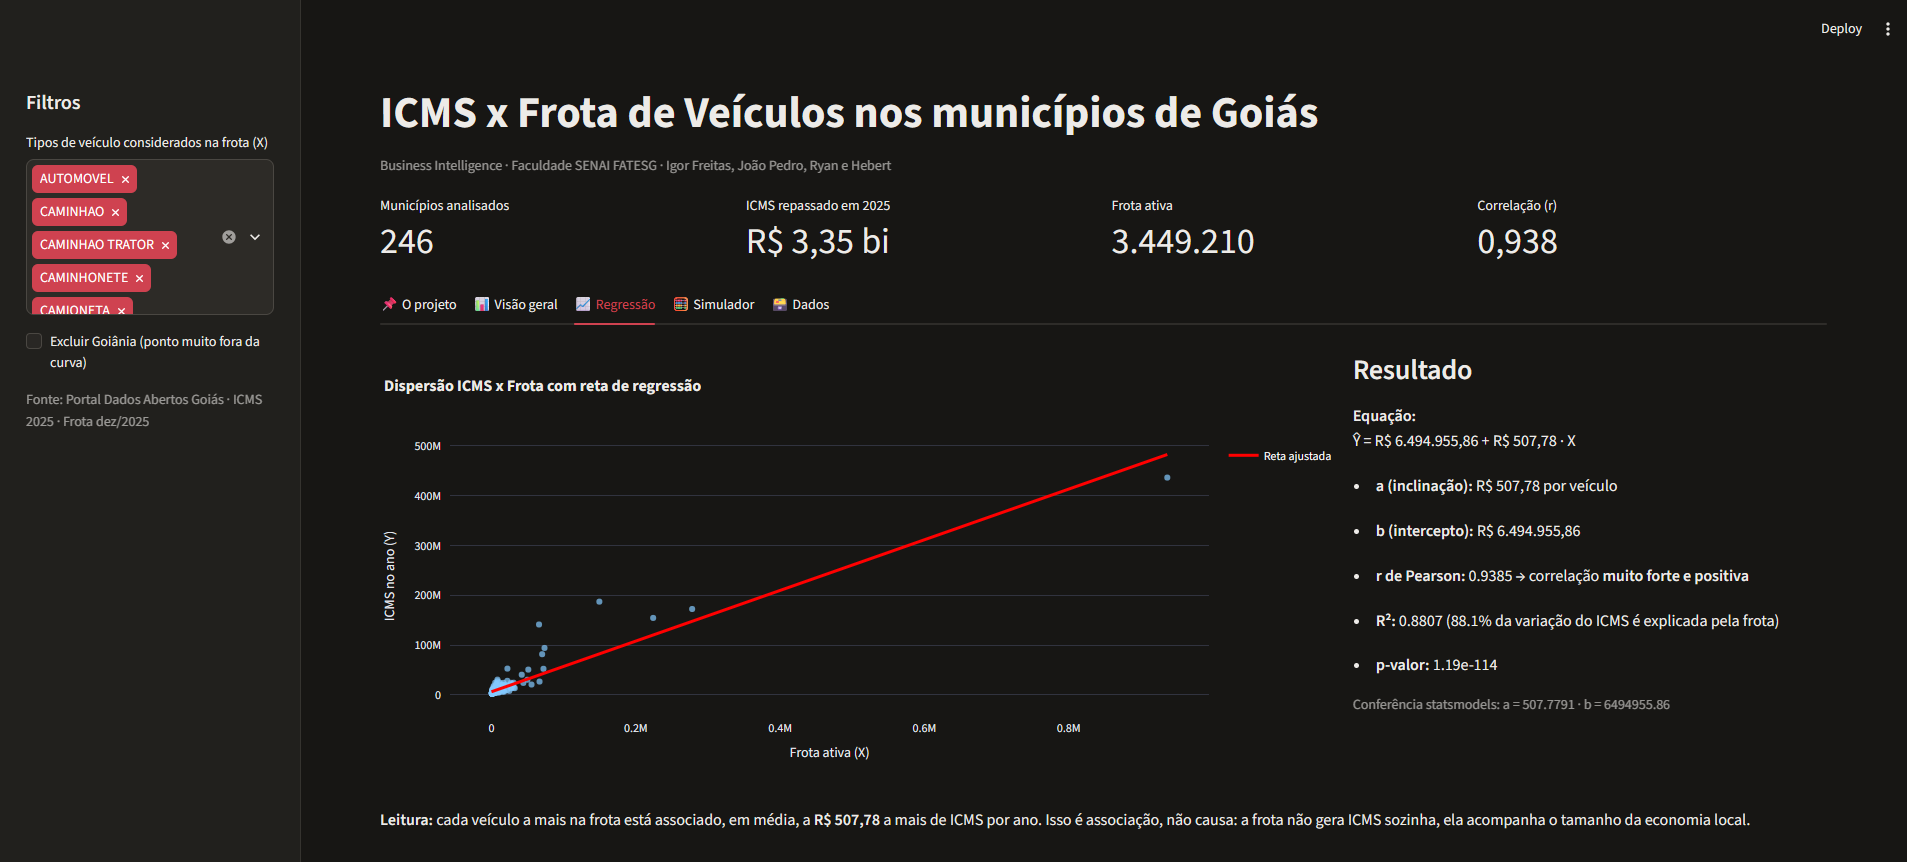 Deploy
Filtros
Tipos de veículo considerados na frota (X)
AUTOMOVEL ×
CAMINHAO ×
CAMINHAO TRATOR ×
CAMINHONETE ×
CAMIONETA ×
Excluir Goiânia (ponto muito fora da
curva)
Fonte: Portal Dados Abertos Goiás · ICMS
2025 · Frota dez/2025
ICMS x Frota de Veículos nos municípios de Goiás
Business Intelligence · Faculdade SENAI FATESG · Igor Freitas, João Pedro, Ryan e Hebert
Municípios analisados
246
ICMS repassado em 2025
R$ 3,35 bi
Frota ativa
3.449.210
Correlação (r)
0,938
O projeto
Visão geral
Regressão
Simulador
Dados
Dispersão ICMS x Frota com reta de regressão
ICMS no ano (Y)
500M
400M
300M
200M
100M
0
0
0.2M
0.4M
0.6M
0.8M
Frota ativa (X)
Reta ajustada
Resultado
Equação:
Ŷ = R$ 6.494.955,86 + R$ 507,78 · X
• a (inclinação): R$ 507,78 por veículo
• b (intercepto): R$ 6.494.955,86
• r de Pearson: 0.9385 → correlação muito forte e positiva
• R²: 0.8807 (88.1% da variação do ICMS é explicada pela frota)
• p-valor: 1.19e-114
Conferência statsmodels: a = 507.7791 · b = 6494955.86
Leitura: cada veículo a mais na frota está associado, em média, a R$ 507,78 a mais de ICMS por ano. Isso é associação, não causa: a frota não gera ICMS sozinha, ela acompanha o tamanho da economia local.